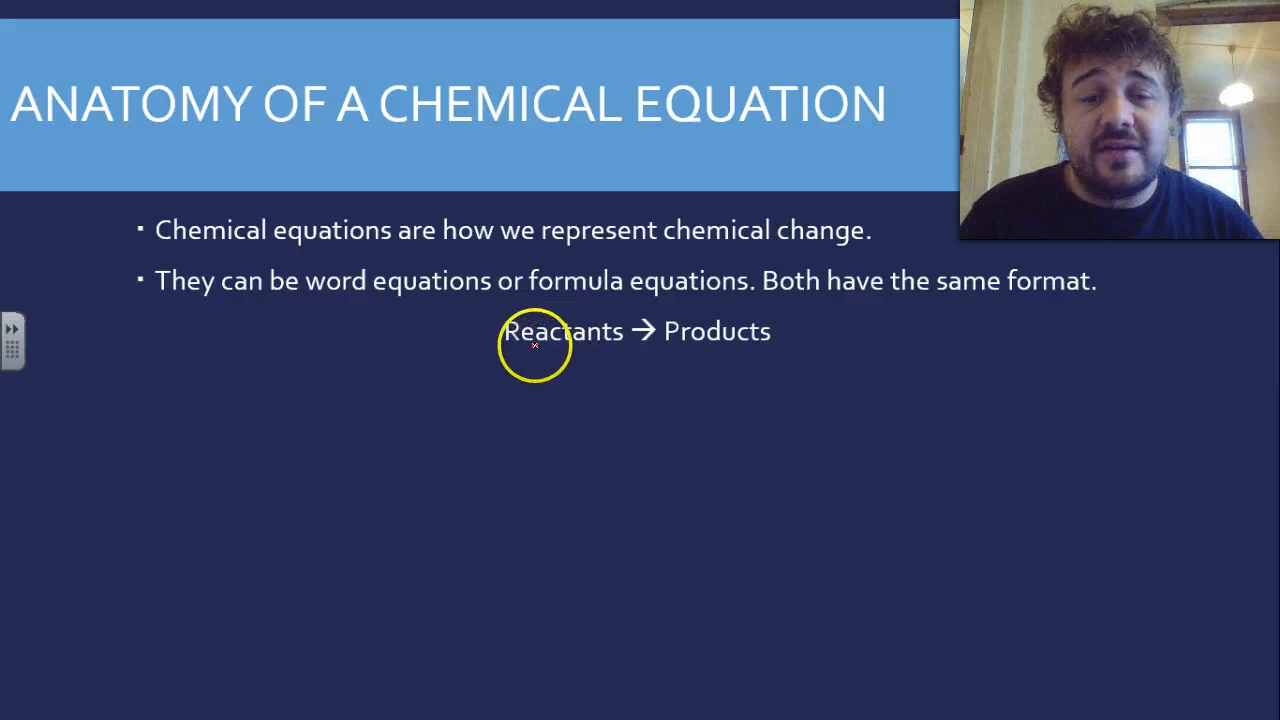 ANATOMY OF A CHEMICAL EQUATION
▪ Chemical equations are how we represent chemical change.
▪ They can be word equations or formula equations. Both have the same format.
Reactants → Products